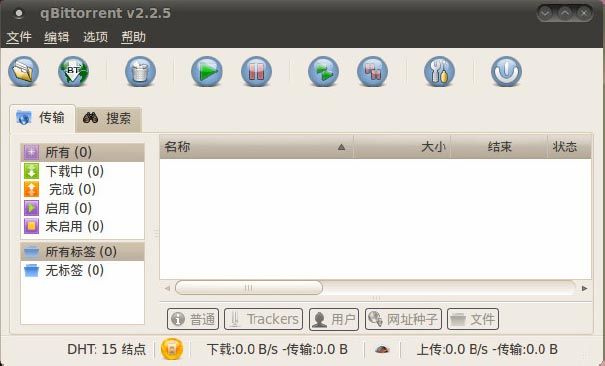 qBittorrent v2.2.5
文件 编辑 选项 帮助
BT
传输 搜索
名称 大小 结束 状态
所有 (0)
下载中 (0)
完成 (0)
启用 (0)
未启用 (0)
所有标签 (0)
无标签 (0)
普通 Trackers 用户 网址种子 文件
DHT: 15 结点 下载:0.0 B/s -传输:0.0 B 上传:0.0 B/s -传输:0.0 B